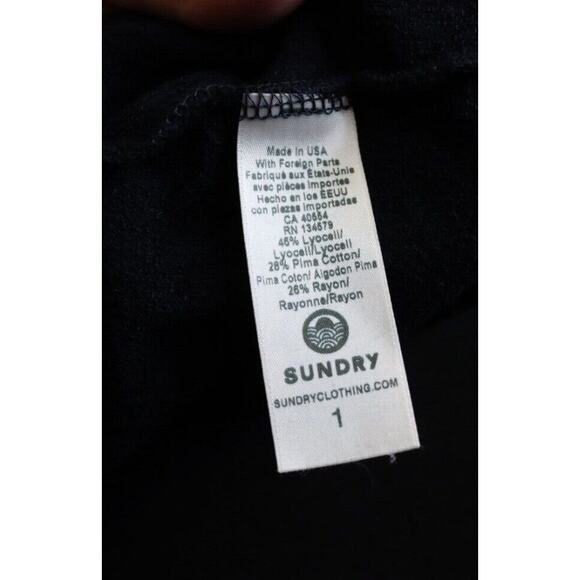 Made in USA
With Foreign Parts
Fabriqué aux États-Unie
avec pièces importes
Hecho en los EEUU
con piezas importadas
CA 40554
RN 134579
46% Lyocell/
Lyocell/Lyocell
28% Pima Cotton/
Pima Coton/ Algodon Pima
26% Rayon/
Rayonne/Rayon
SUNDRY
SUNDRYCLOTHING.COM
1